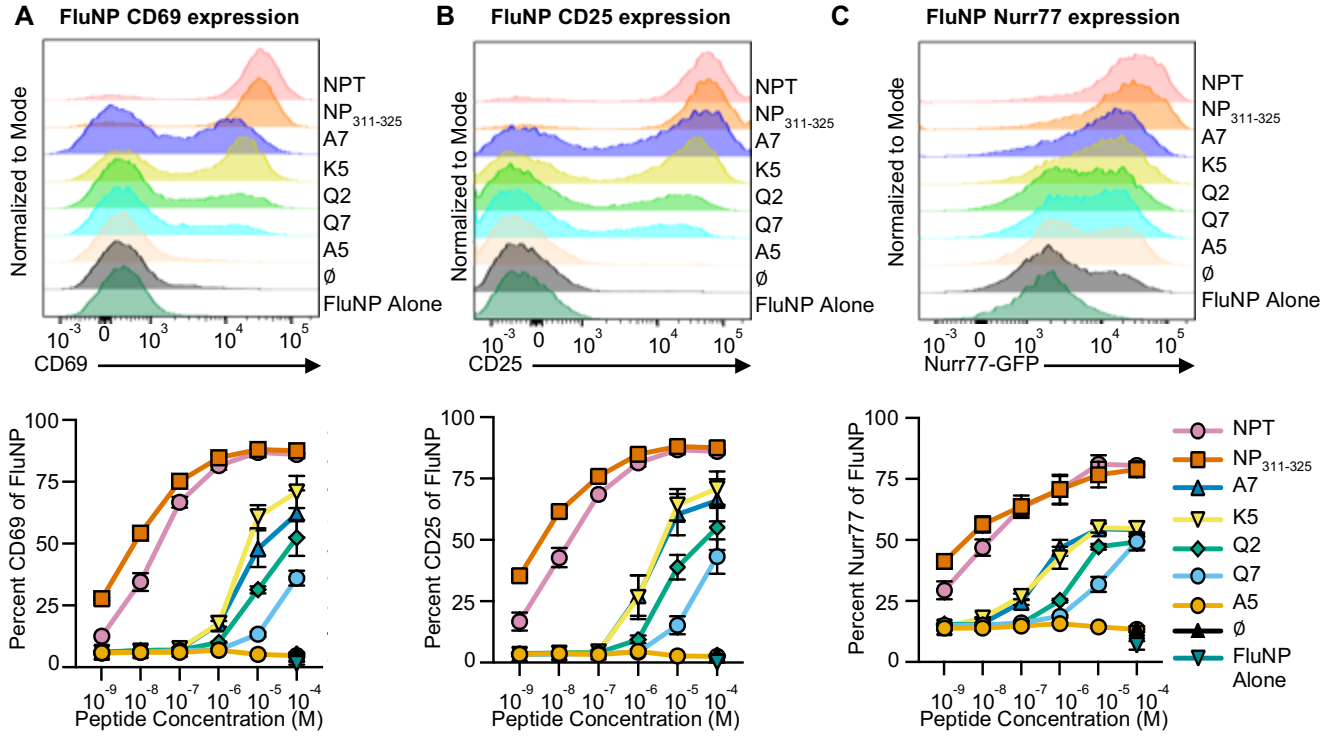 A FluNP CD69 expression
Normalized to Mode
NPT
NP311-325
A7
K5
Q2
Q7
A5
Ø
FluNP Alone
10-3 0 103 104 105
CD69
B FluNP CD25 expression
Normalized to Mode
NPT
NP311-325
A7
K5
Q2
Q7
A5
Ø
FluNP Alone
10-3 0 103 104 105
CD25
C FluNP Nurr77 expression
Normalized to Mode
NPT
NP311-325
A7
K5
Q2
Q7
A5
Ø
FluNP Alone
10-3 0 103 104 105
Nurr77-GFP
Percent CD69 of FluNP
100
75
50
25
0
10-9 10-8 10-7 10-6 10-5 10-4
Peptide Concentration (M)
Percent CD25 of FluNP
100
75
50
25
0
10-9 10-8 10-7 10-6 10-5 10-4
Peptide Concentration (M)
Percent Nurr77 of FluNP
100
75
50
25
0
10-9 10-8 10-7 10-6 10-5 10-4
Peptide Concentration (M)
NPT
NP311-325
A7
K5
Q2
Q7
A5
Ø
FluNP
Alone